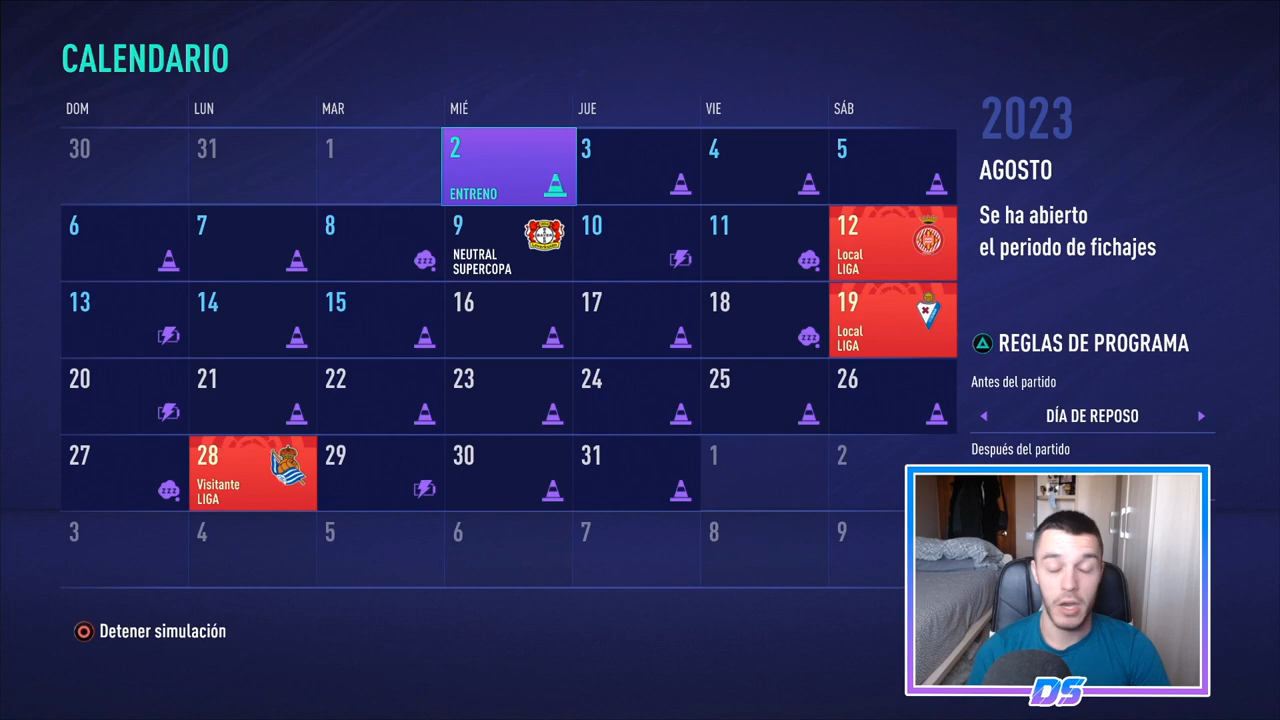 CALENDARIO
DOM LUN MAR MIÉ JUE VIE SÁB
30 31 1 2 3 4 5
ENTRENO
6 7 8 9 10 11 12
NEUTRAL
SUPERCOPA
Local
LIGA
13 14 15 16 17 18 19
Local
LIGA
20 21 22 23 24 25 26
27 28 29 30 31 1 2
Visitante
LIGA
3 4 5 6 7 8 9
Detener simulación
2023
AGOSTO
Se ha abierto
el periodo de fichajes
REGLAS DE PROGRAMA
Antes del partido
DÍA DE REPOSO
Después del partido
DS